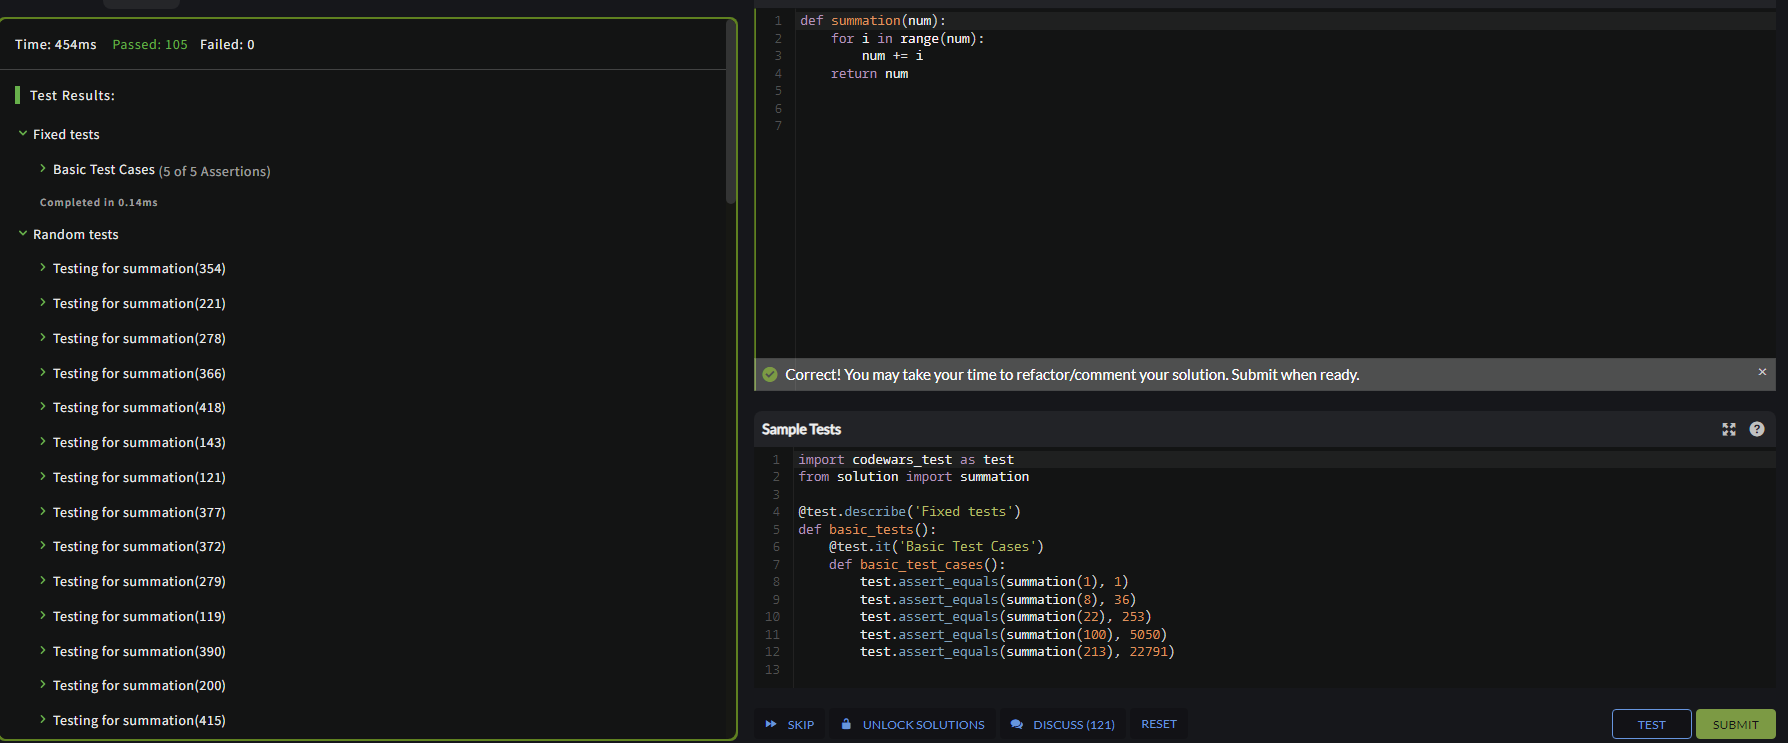 Time: 454ms Passed: 105 Failed: 0
Test Results:
Fixed tests
Basic Test Cases (5 of 5 Assertions)
Completed in 0.14ms
Random tests
Testing for summation(354)
Testing for summation(221)
Testing for summation(278)
Testing for summation(366)
Testing for summation(418)
Testing for summation(143)
Testing for summation(121)
Testing for summation(377)
Testing for summation(372)
Testing for summation(279)
Testing for summation(119)
Testing for summation(390)
Testing for summation(200)
Testing for summation(415)
1 def summation(num):
2     for i in range(num):
3         num += i
4     return num
5
6
7
Correct! You may take your time to refactor/comment your solution. Submit when ready. ×
Sample Tests ?
1 import codewars_test as test
2 from solution import summation
3
4 @test.describe('Fixed tests')
5 def basic_tests():
6     @test.it('Basic Test Cases')
7     def basic_test_cases():
8         test.assert_equals(summation(1), 1)
9         test.assert_equals(summation(8), 36)
10         test.assert_equals(summation(22), 253)
11         test.assert_equals(summation(100), 5050)
12         test.assert_equals(summation(213), 22791)
13
SKIP UNLOCK SOLUTIONS DISCUSS (121) RESET TEST SUBMIT